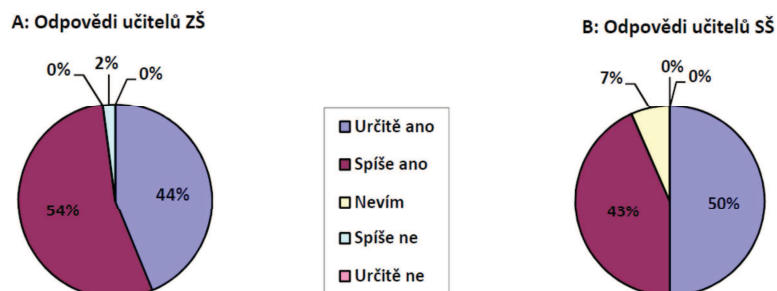 A: Odpovědi učitelů ZŠ
0%
2%
0%
54%
44%
Určitě ano
Spíše ano
Nevím
Spíše ne
Určitě ne
B: Odpovědi učitelů SŠ
7%
0%
0%
43%
50%